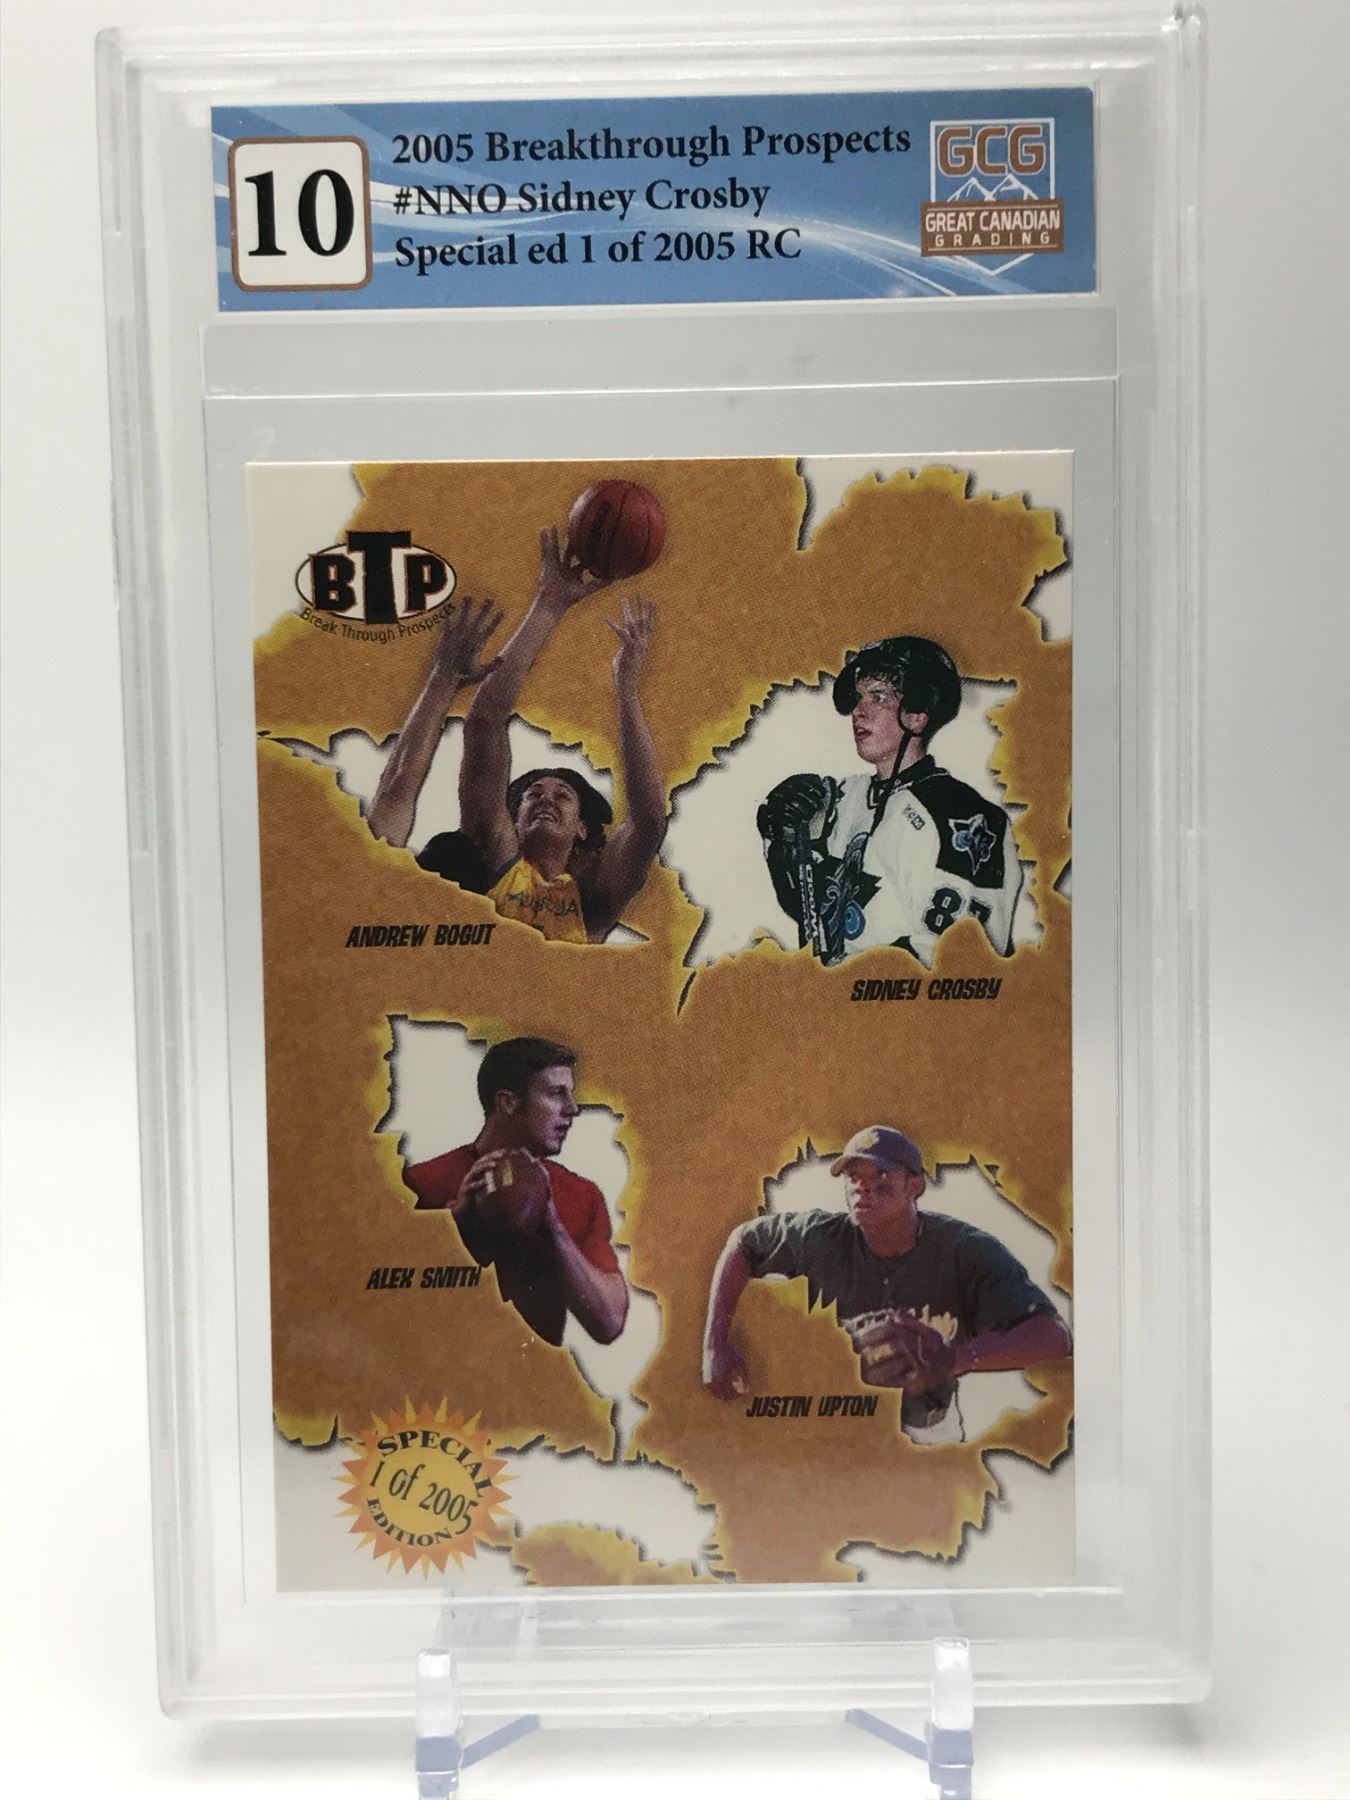 10
2005 Breakthrough Prospects
#NNO Sidney Crosby
Special ed 1 of 2005 RC
GCG
GREAT CANADIAN
GRADING
BTP
Break Through Prospects
ANDREW BOGUT
87
SIDNEY CROSBY
ALEX SMITH
JUSTIN UPTON
SPECIAL
1 Of 2005
EDITION